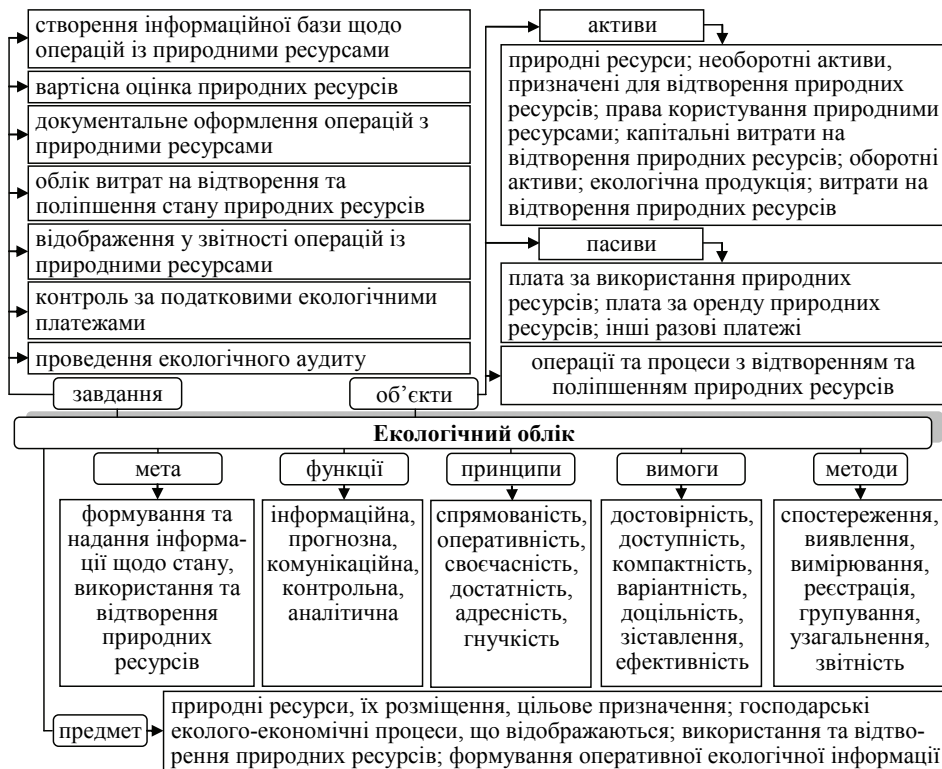 створення інформаційної бази щодо
операцій із природними ресурсами
вартісна оцінка природних ресурсів
документальне оформлення операцій з
природними ресурсами
облік витрат на відтворення та
поліпшення стану природних ресурсів
відображення у звітності операцій із
природними ресурсами
контроль за податковими екологічними
платежами
проведення екологічного аудиту
завдання
активи
природні ресурси; необоротні активи,
призначені для відтворення природних
ресурсів; права користування природними
ресурсами; капітальні витрати на
відтворення природних ресурсів; оборотні
активи; екологічна продукція; витрати на
відтворення природних ресурсів
пасиви
плата за використання природних
ресурсів; плата за оренду природних
ресурсів; інші разові платежі
операції та процеси з відтворенням та
поліпшенням природних ресурсів
об’єкти
Екологічний облік
мета
формування та
надання інформа-
ції щодо стану,
використання та
відтворення
природних
ресурсів
функції
інформаційна,
прогнозна,
комунікаційна,
контрольна,
аналітична
принципи
спрямованість,
оперативність,
своєчасність,
достатність,
адресність,
гнучкість
вимоги
достовірність,
доступність,
компактність,
варіантність,
доцільність,
зіставлення,
ефективність
методи
спостереження,
виявлення,
вимірювання,
реєстрація,
групування,
узагальнення,
звітність
предмет
природні ресурси, їх розміщення, цільове призначення; господарські
еколого-економічні процеси, що відображаються; використання та відтво-
рення природних ресурсів; формування оперативної екологічної інформації